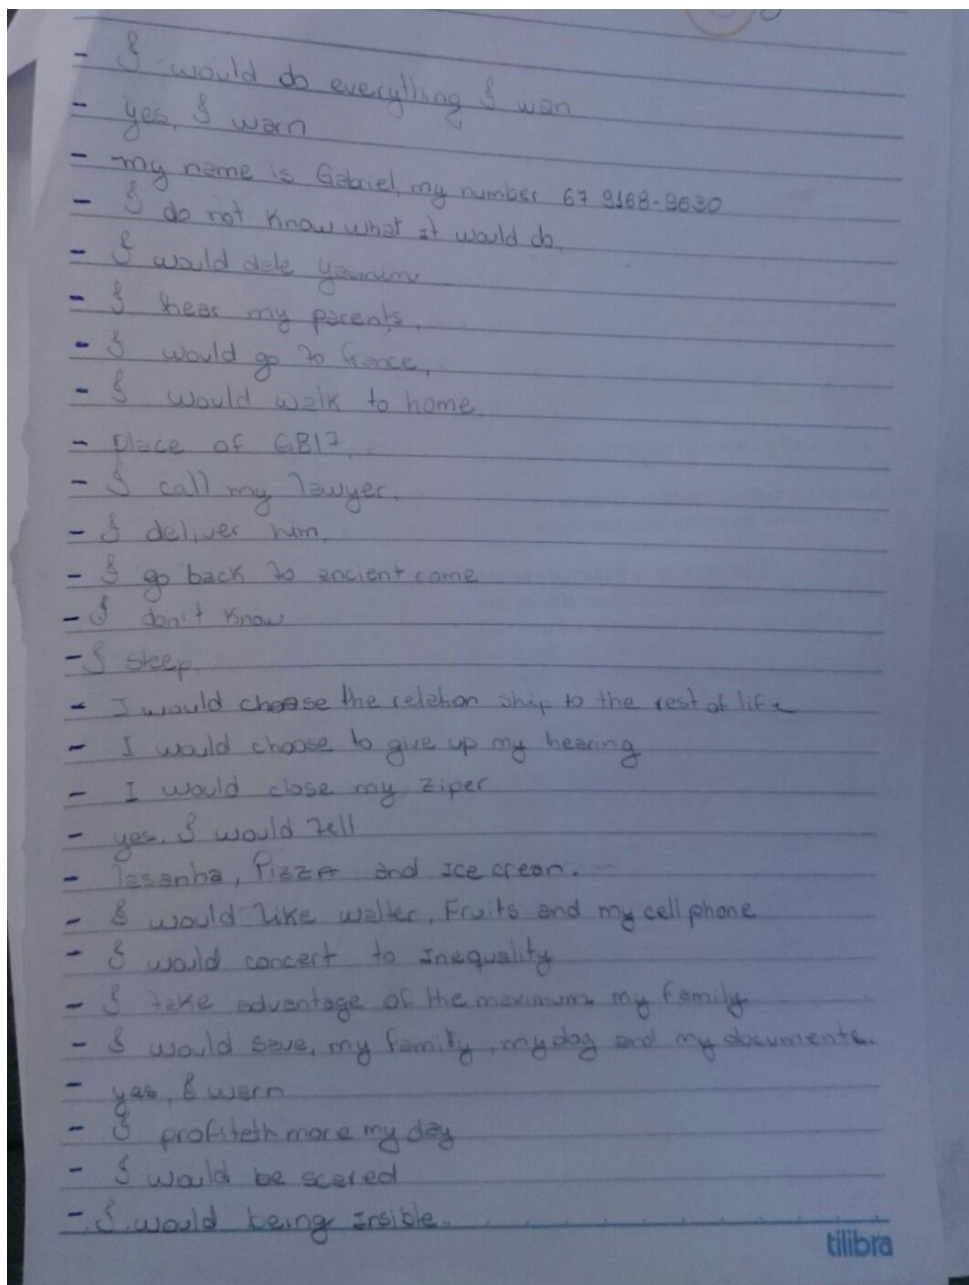 - I would do everything I wan
- yes, I warn
- my name is Gabriel, my number 67 9168-9630
- I do not know what it would do.
- I would date yasmim
- I hear my parents.
- I would go to France.
- I would walk to home.
- place of GB17.
- I call my lawyer.
- I deliver him.
- I go back to ancient come
- I don't know
- I sleep.
- I would choose the relation ship to the rest of life
- I would choose to give up my hearing
- I would close my ziper
- yes. I would tell
- lasanha, Pizza and Ice crean.
- I would like walter, Fruits and my cell phone
- I would concert to Inequality
- I take advantage of the maximum my family
- I would save, my family, my dog and my documents.
- yes, I warn
- I profiteth more my day
- I would be scared
- I would being insible.
tilibra